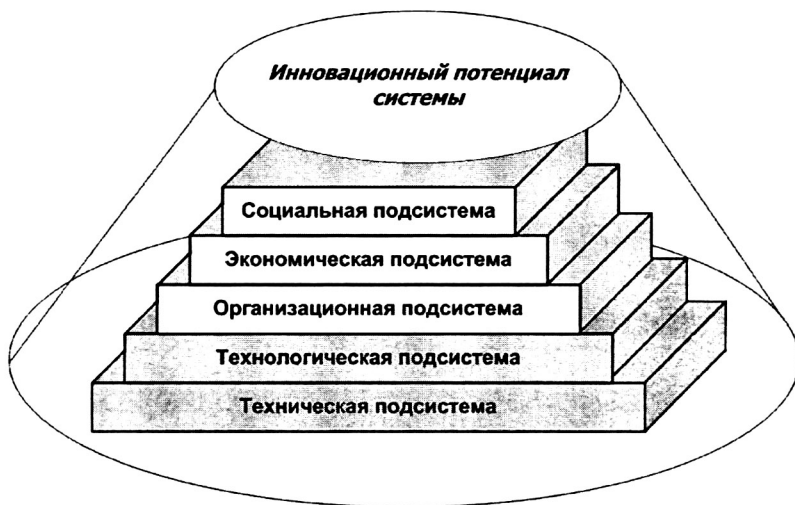 Инновационный потенциал
системы
Социальная подсистема
Экономическая подсистема
Организационная подсистема
Технологическая подсистема
Техническая подсистема